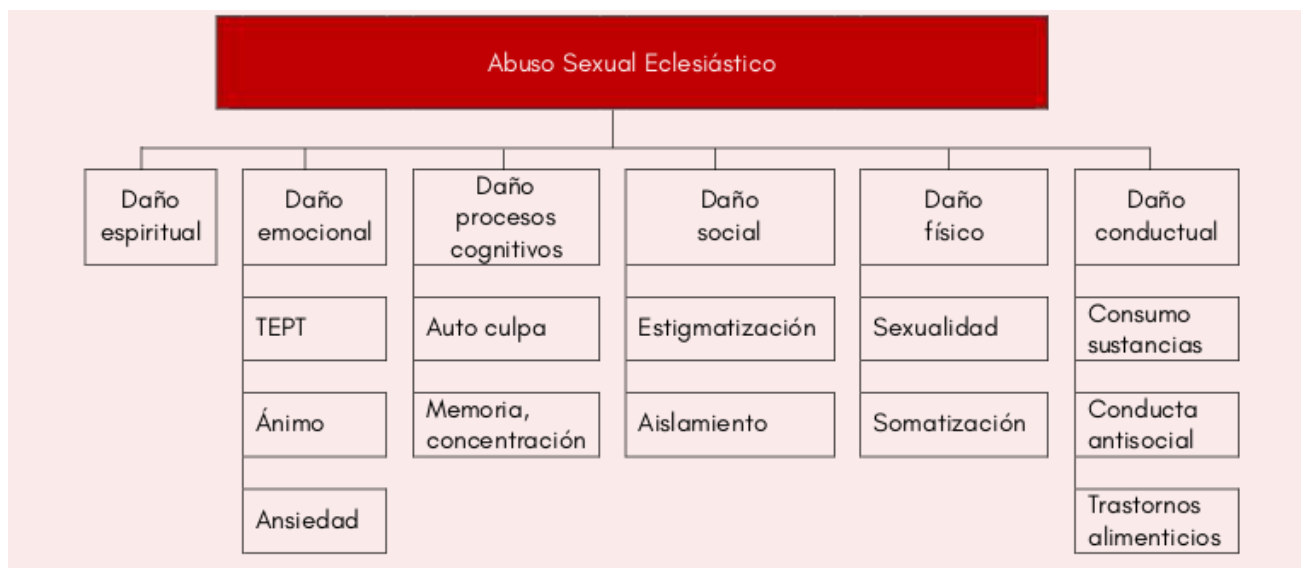 Abuso Sexual Eclesiástico
Daño
espiritual
Daño
emocional
TEPT
Ánimo
Ansiedad
Daño
procesos
cognitivos
Auto culpa
Memoria,
concentración
Daño
social
Estigmatización
Aislamiento
Daño
físico
Sexualidad
Somatización
Daño
conductual
Consumo
sustancias
Conducta
antisocial
Trastornos
alimenticios